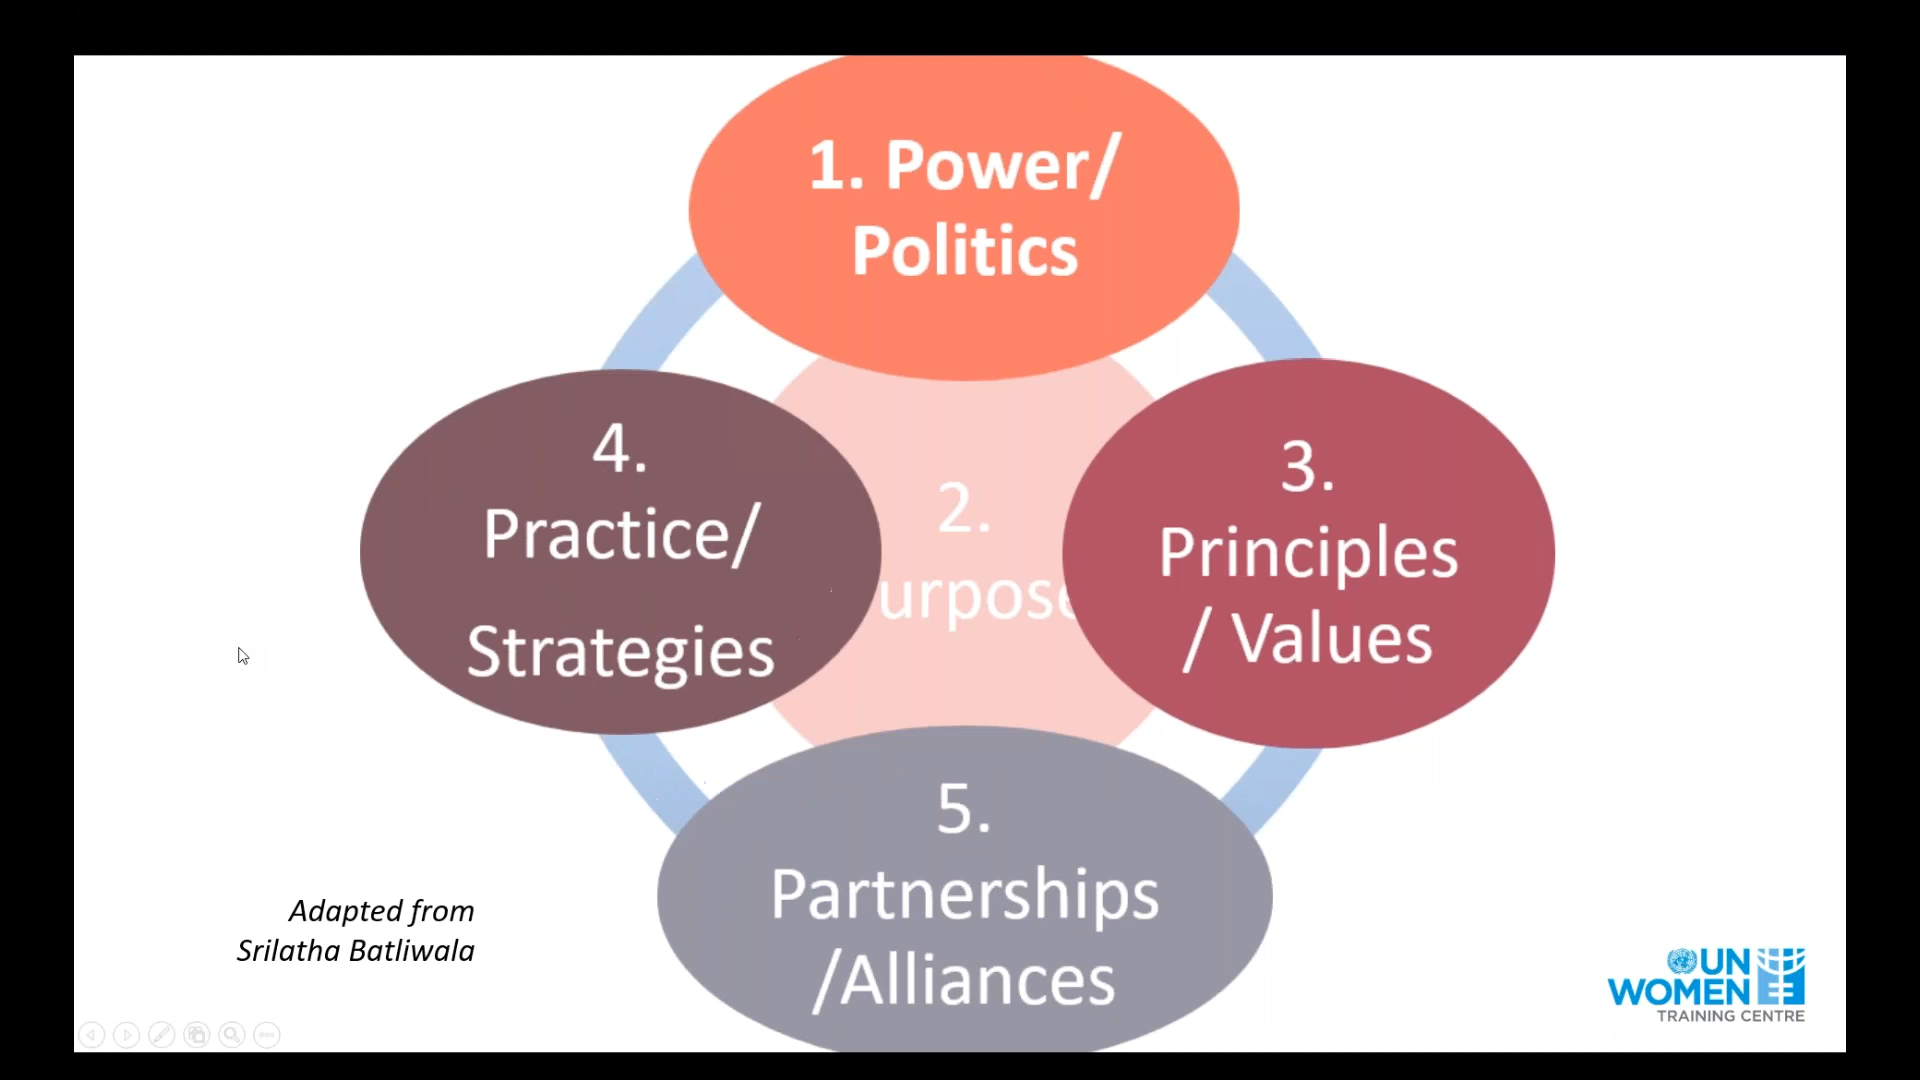 1. Power/
Politics
2.
urpose
3.
Principles
/ Values
4.
Practice/
Strategies
5.
Partnerships
/Alliances
Adapted from
Srilatha Batliwala
UN
WOMEN
TRAINING CENTRE